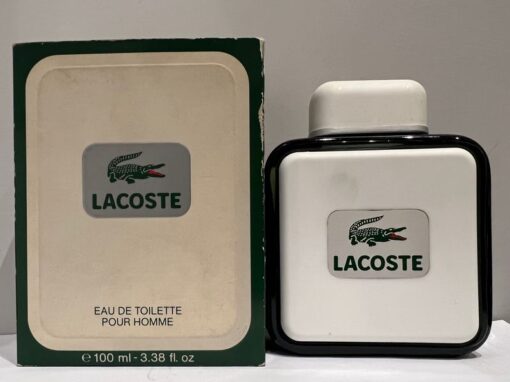 LACOSTE
EAU DE TOILETTE
POUR HOMME
℮ 100 ml - 3.38 fl. oz
LACOSTE